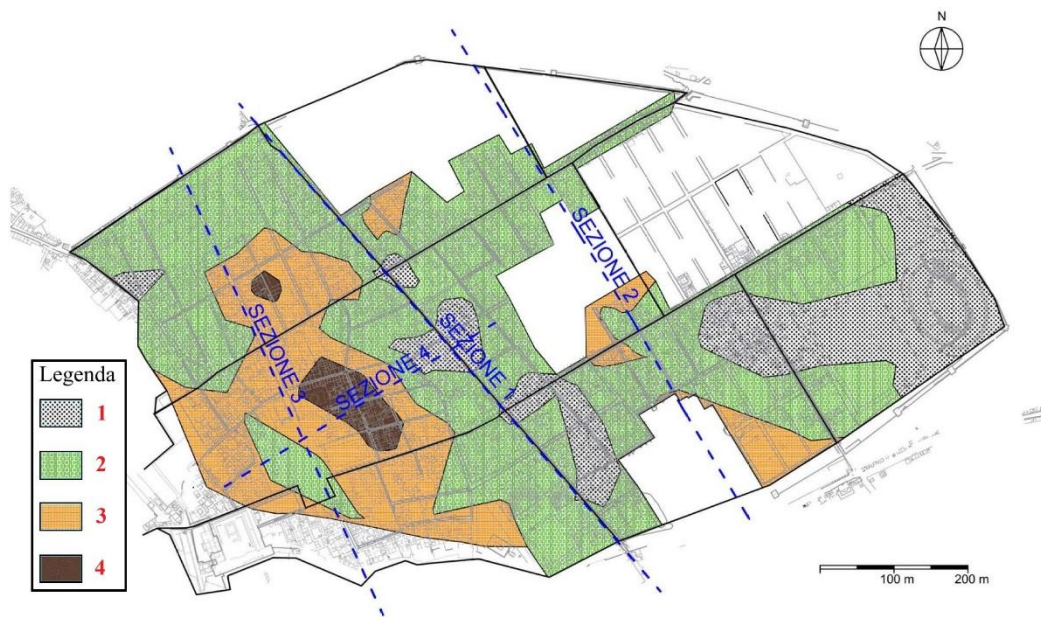 N
SEZIONE 1
SEZIONE 2
SEZIONE 3
SEZIONE 4
Legenda
1
2
3
4
100 m
200 m